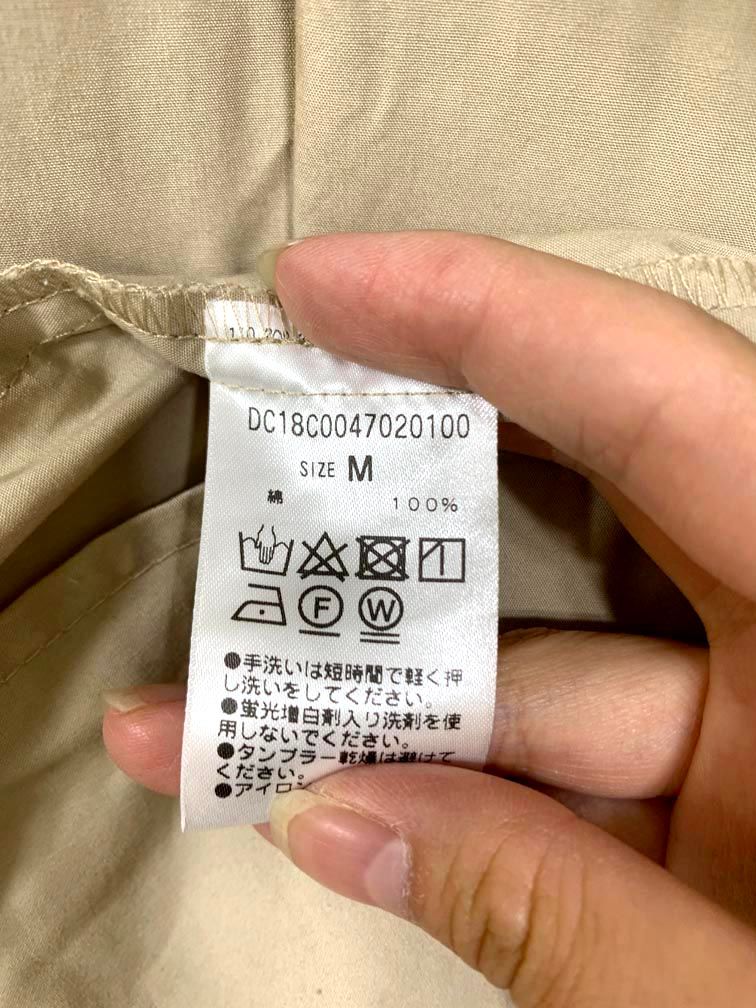 DC18C0047020100
SIZE M
綿 100%
F W
●手洗いは短時間で軽く押
し洗いをしてください。
●蛍光増白剤入り洗剤を使
用しないでください。
●タンブラー乾燥は避けて
ください。
●アイロン